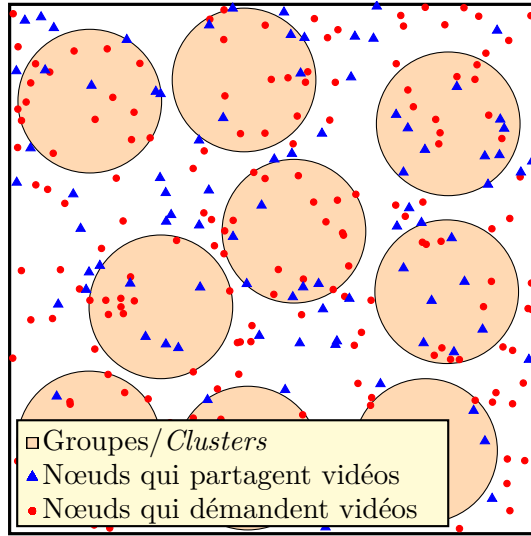 Groupes/Clusters
Nœuds qui partagent vidéos
Nœuds qui démandent vidéos